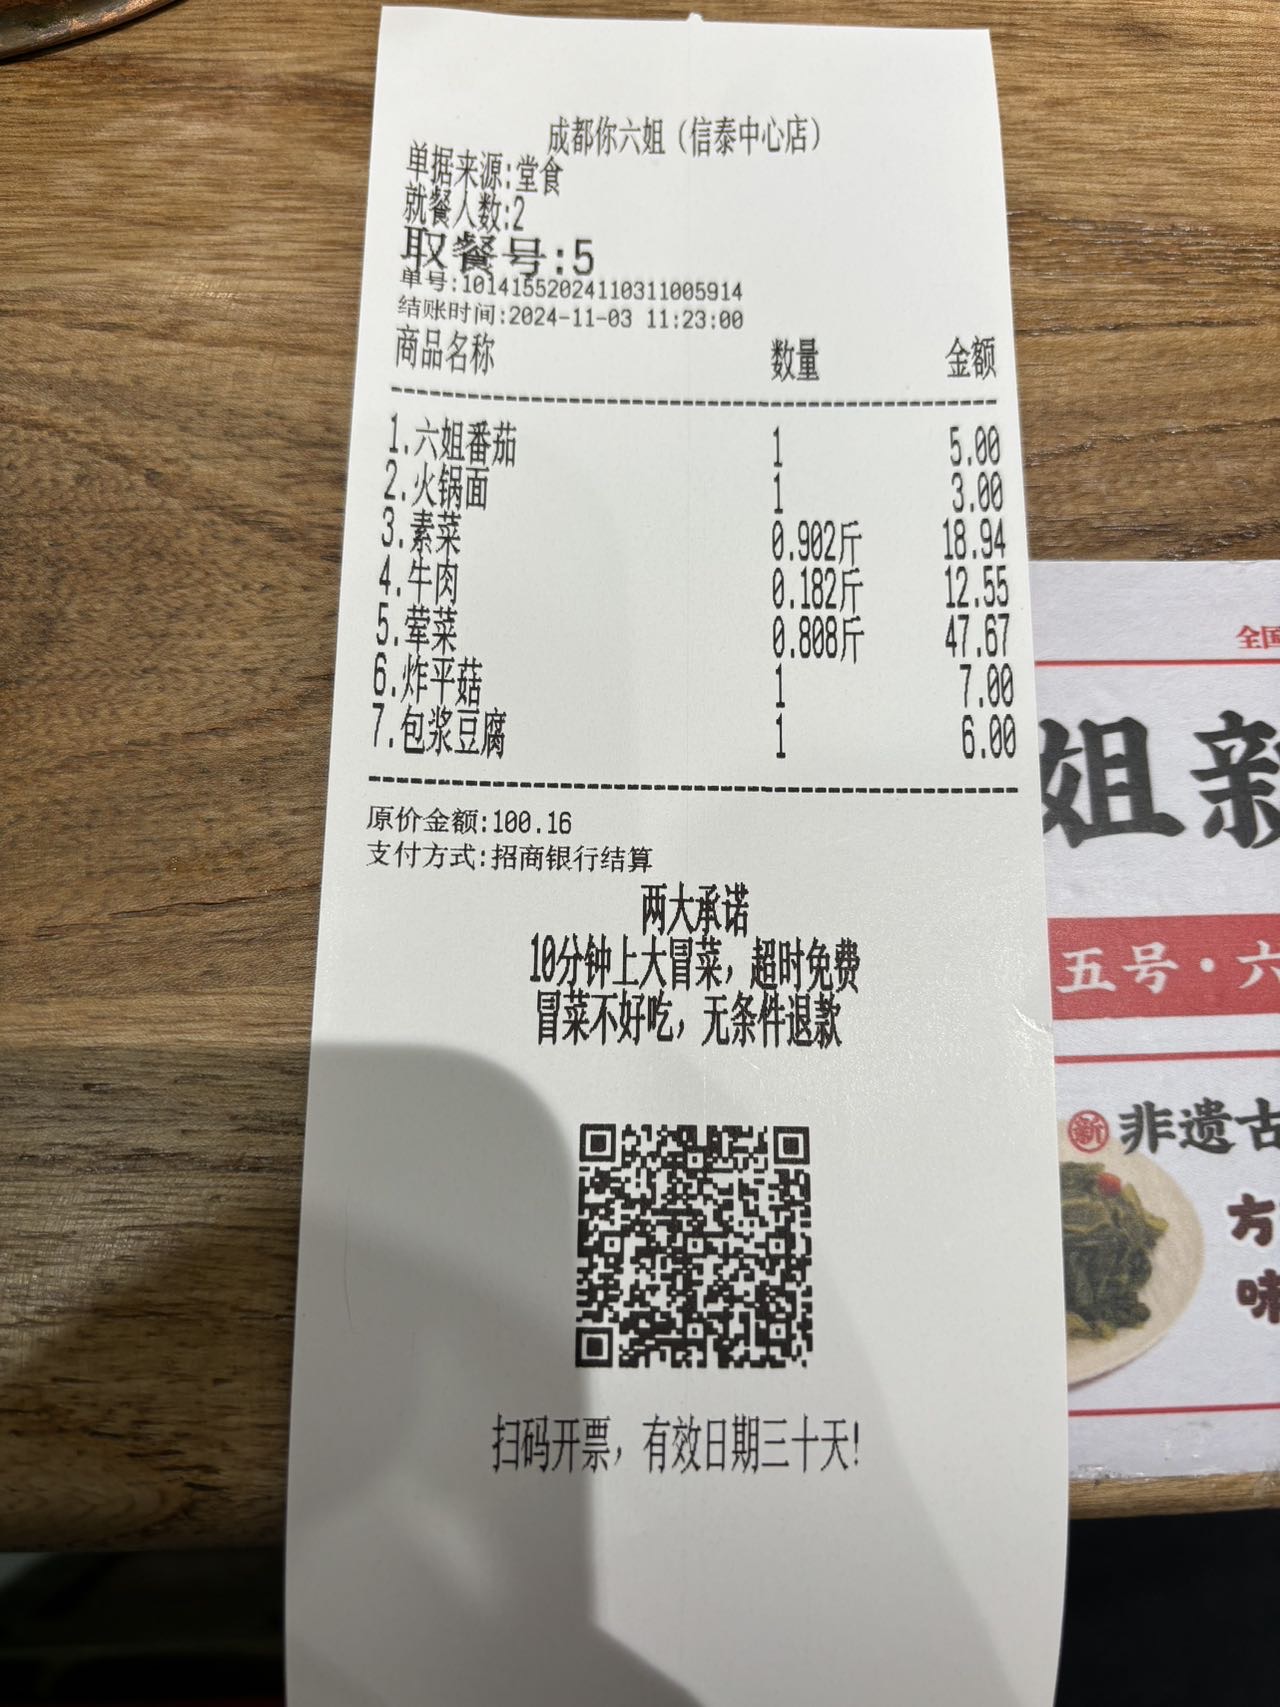 成都你六姐（信泰中心店）
单据来源:堂食
就餐人数:2
取餐号:5
单号:10141552024110311005914
结账时间:2024-11-03 11:23:00
商品名称 数量 金额
1.六姐番茄 1 5.00
2.火锅面 1 3.00
3.素菜 0.902斤 18.94
4.牛肉 0.182斤 12.55
5.荤菜 0.808斤 47.67
6.炸平菇 1 7.00
7.包浆豆腐 1 6.00
原价金额:100.16
支付方式:招商银行结算
两大承诺
10分钟上大冒菜，超时免费
冒菜不好吃，无条件退款
扫码开票，有效日期三十天!
全国
姐新
五号·六
新 非遗古
方
味